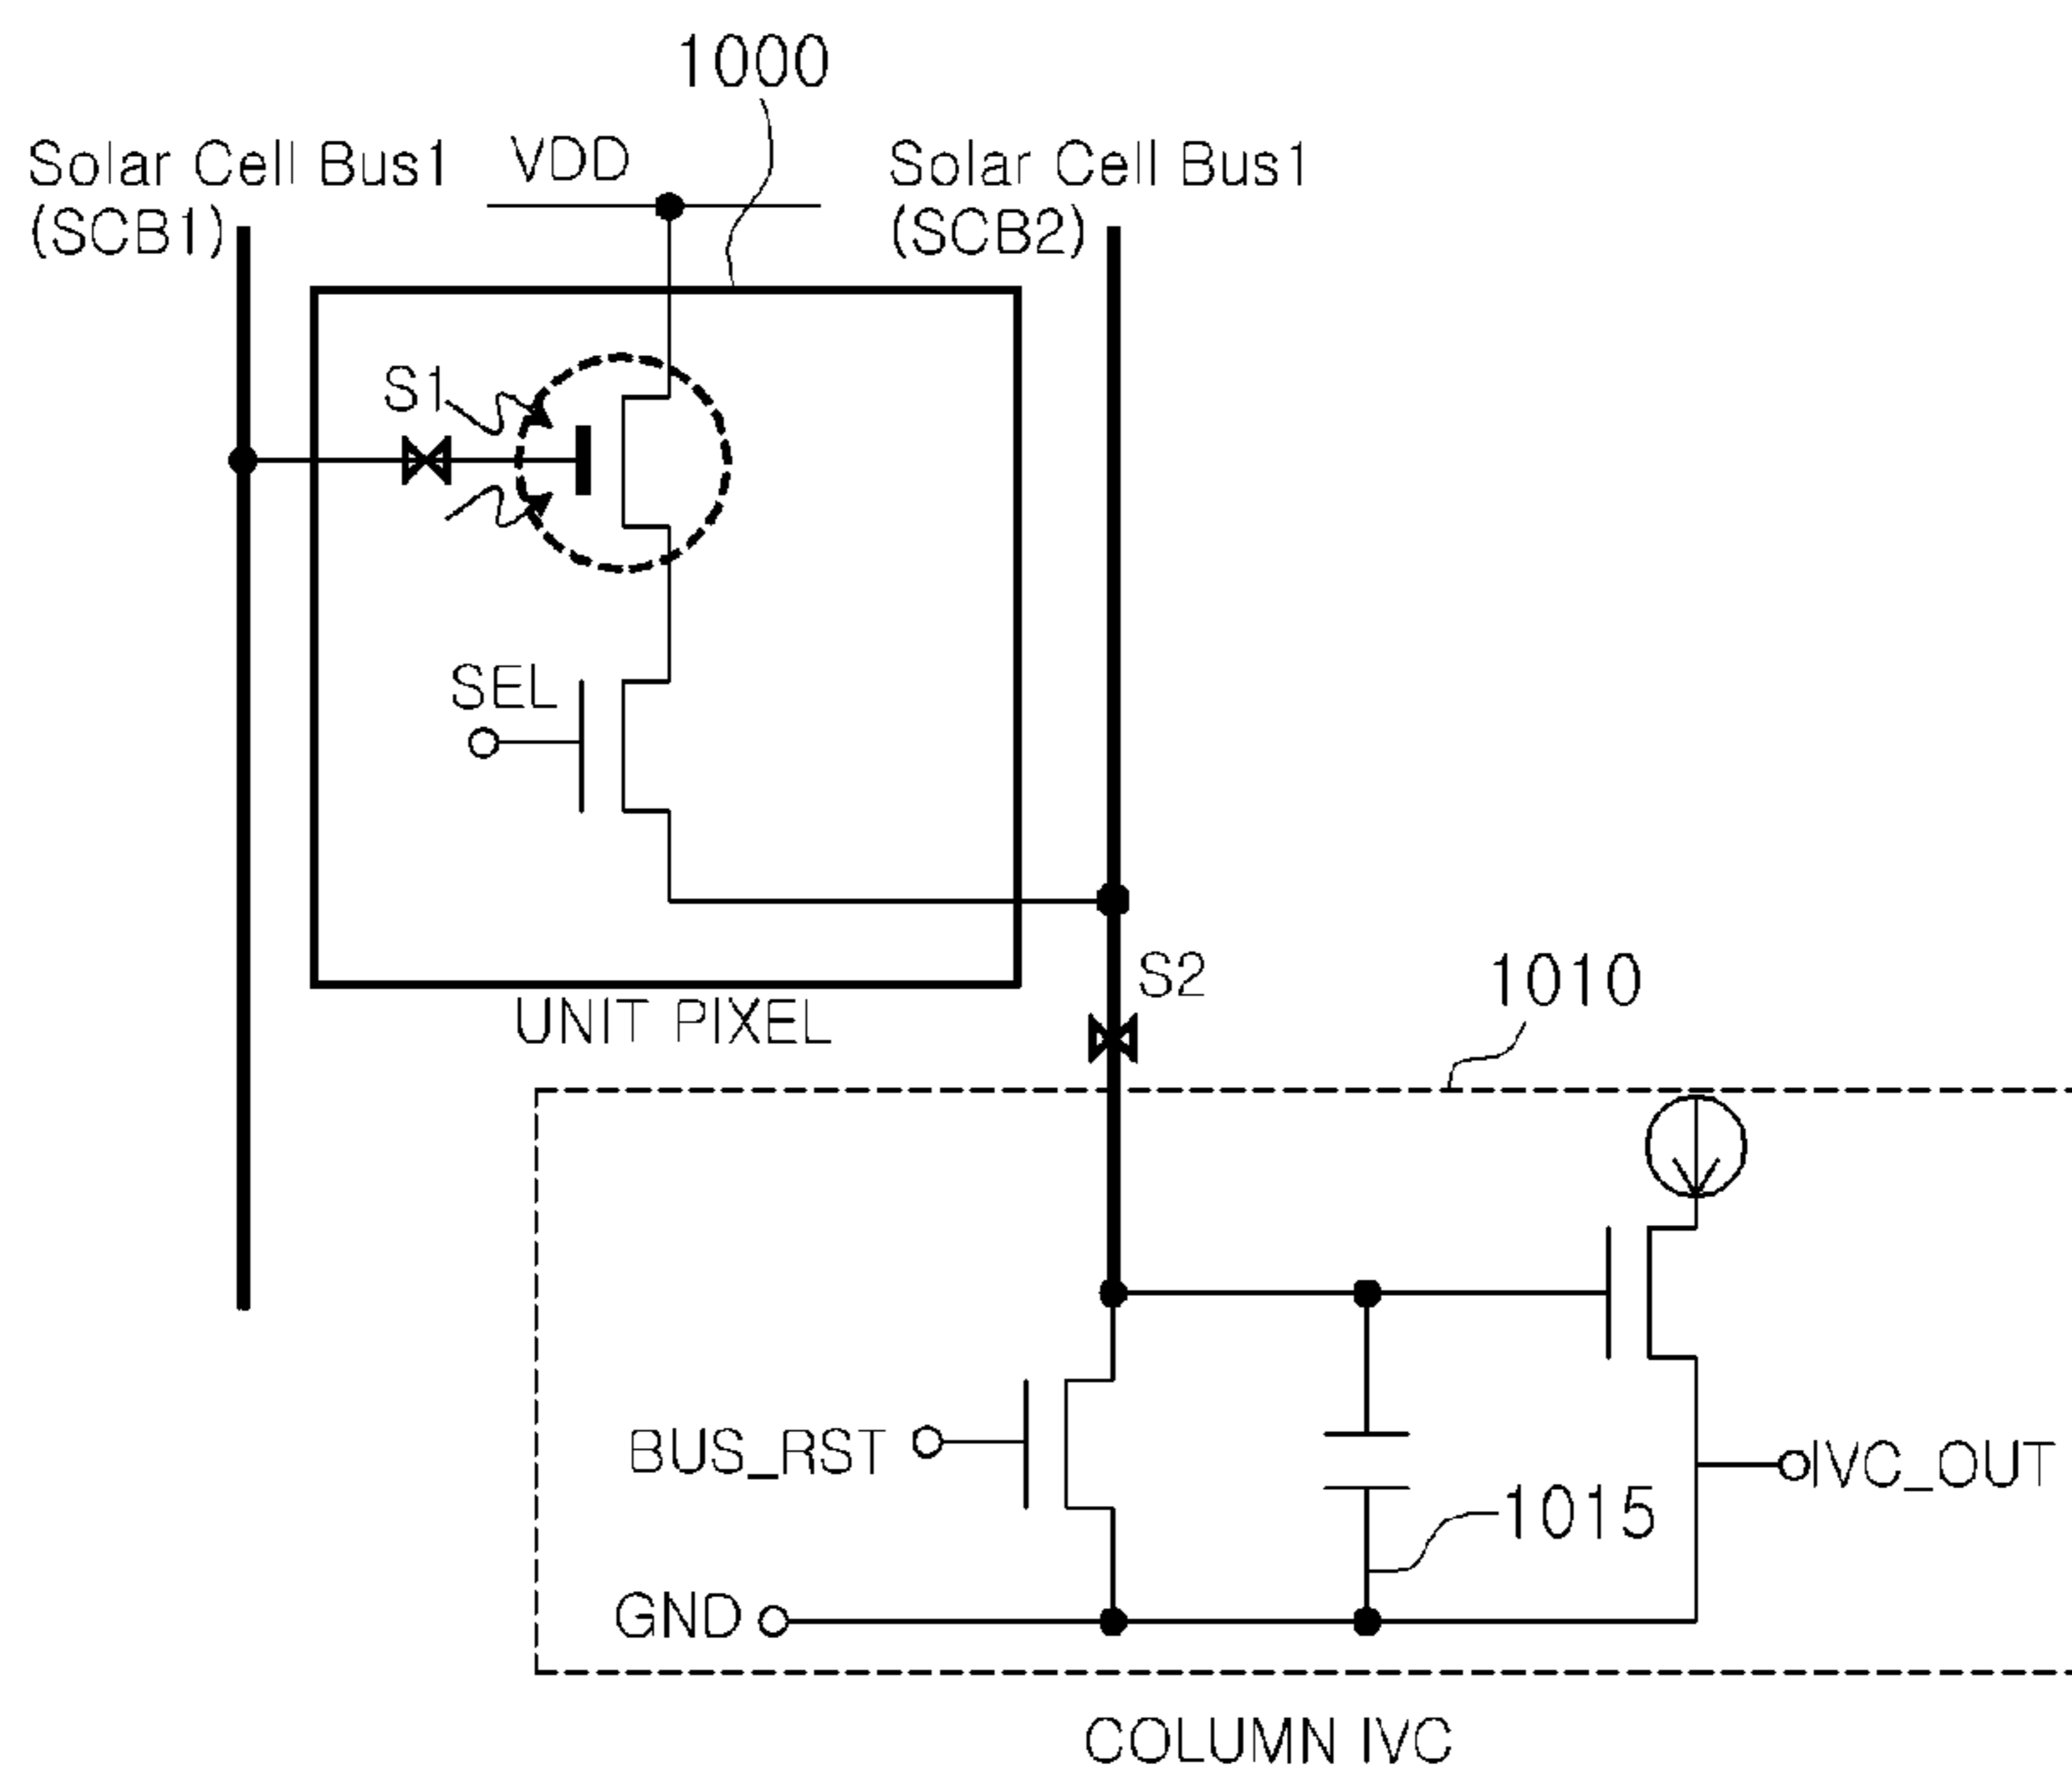 1000
Solar Cell Bus1
(SCB1)
VDD
Solar Cell Bus1
(SCB2)
S1
SEL
UNIT PIXEL
S2
1010
BUS_RST
IVC_OUT
1015
GND
COLUMN IVC